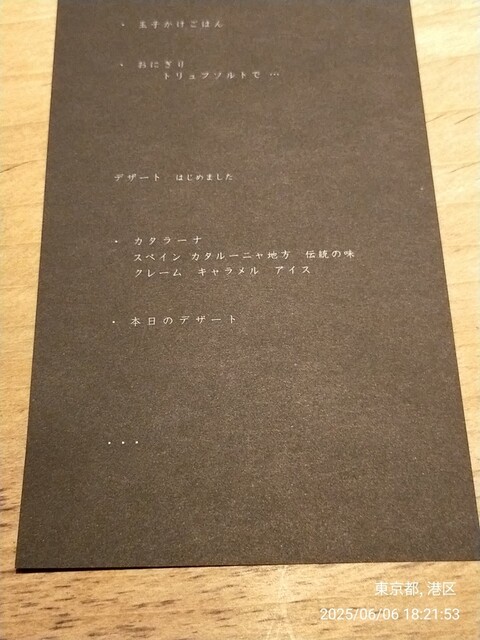 ・ 玉子かけごはん
・ おにぎり
トリュフソルトで …
デザート はじめました
・ カタラーナ
スペイン カタルーニャ地方 伝統の味
クレーム キャラメル アイス
・ 本日のデザート
...
東京都, 港区
2025/06/06 18:21:53